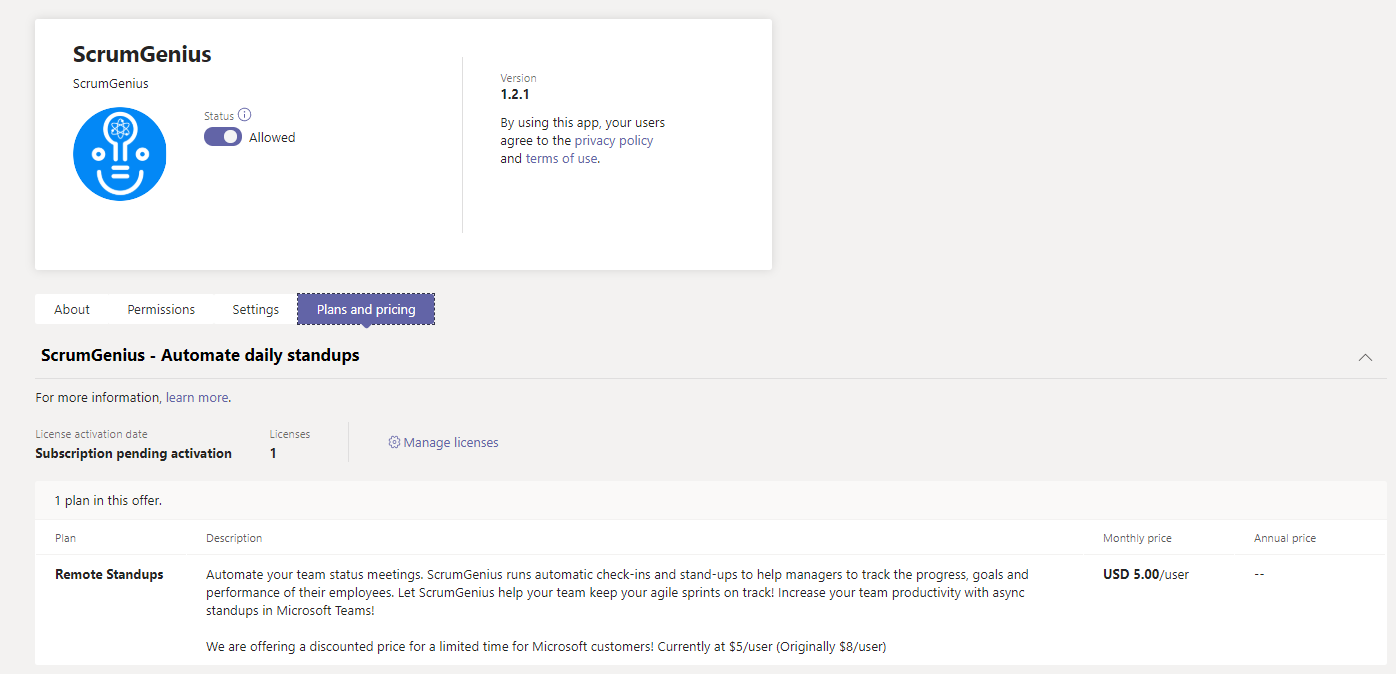 ScrumGenius
ScrumGenius
Status
Allowed
Version
1.2.1
By using this app, your users
agree to the privacy policy
and terms of use.
About
Permissions
Settings
Plans and pricing
ScrumGenius - Automate daily standups
For more information, learn more.
License activation date
Subscription pending activation
Licenses
1
Manage licenses
1 plan in this offer.
Plan
Description
Monthly price
Annual price
Remote Standups
Automate your team status meetings. ScrumGenius runs automatic check-ins and stand-ups to help managers to track the progress, goals and
performance of their employees. Let ScrumGenius help your team keep your agile sprints on track! Increase your team productivity with async
standups in Microsoft Teams!
We are offering a discounted price for a limited time for Microsoft customers! Currently at $5/user (Originally $8/user)
USD 5.00/user
--